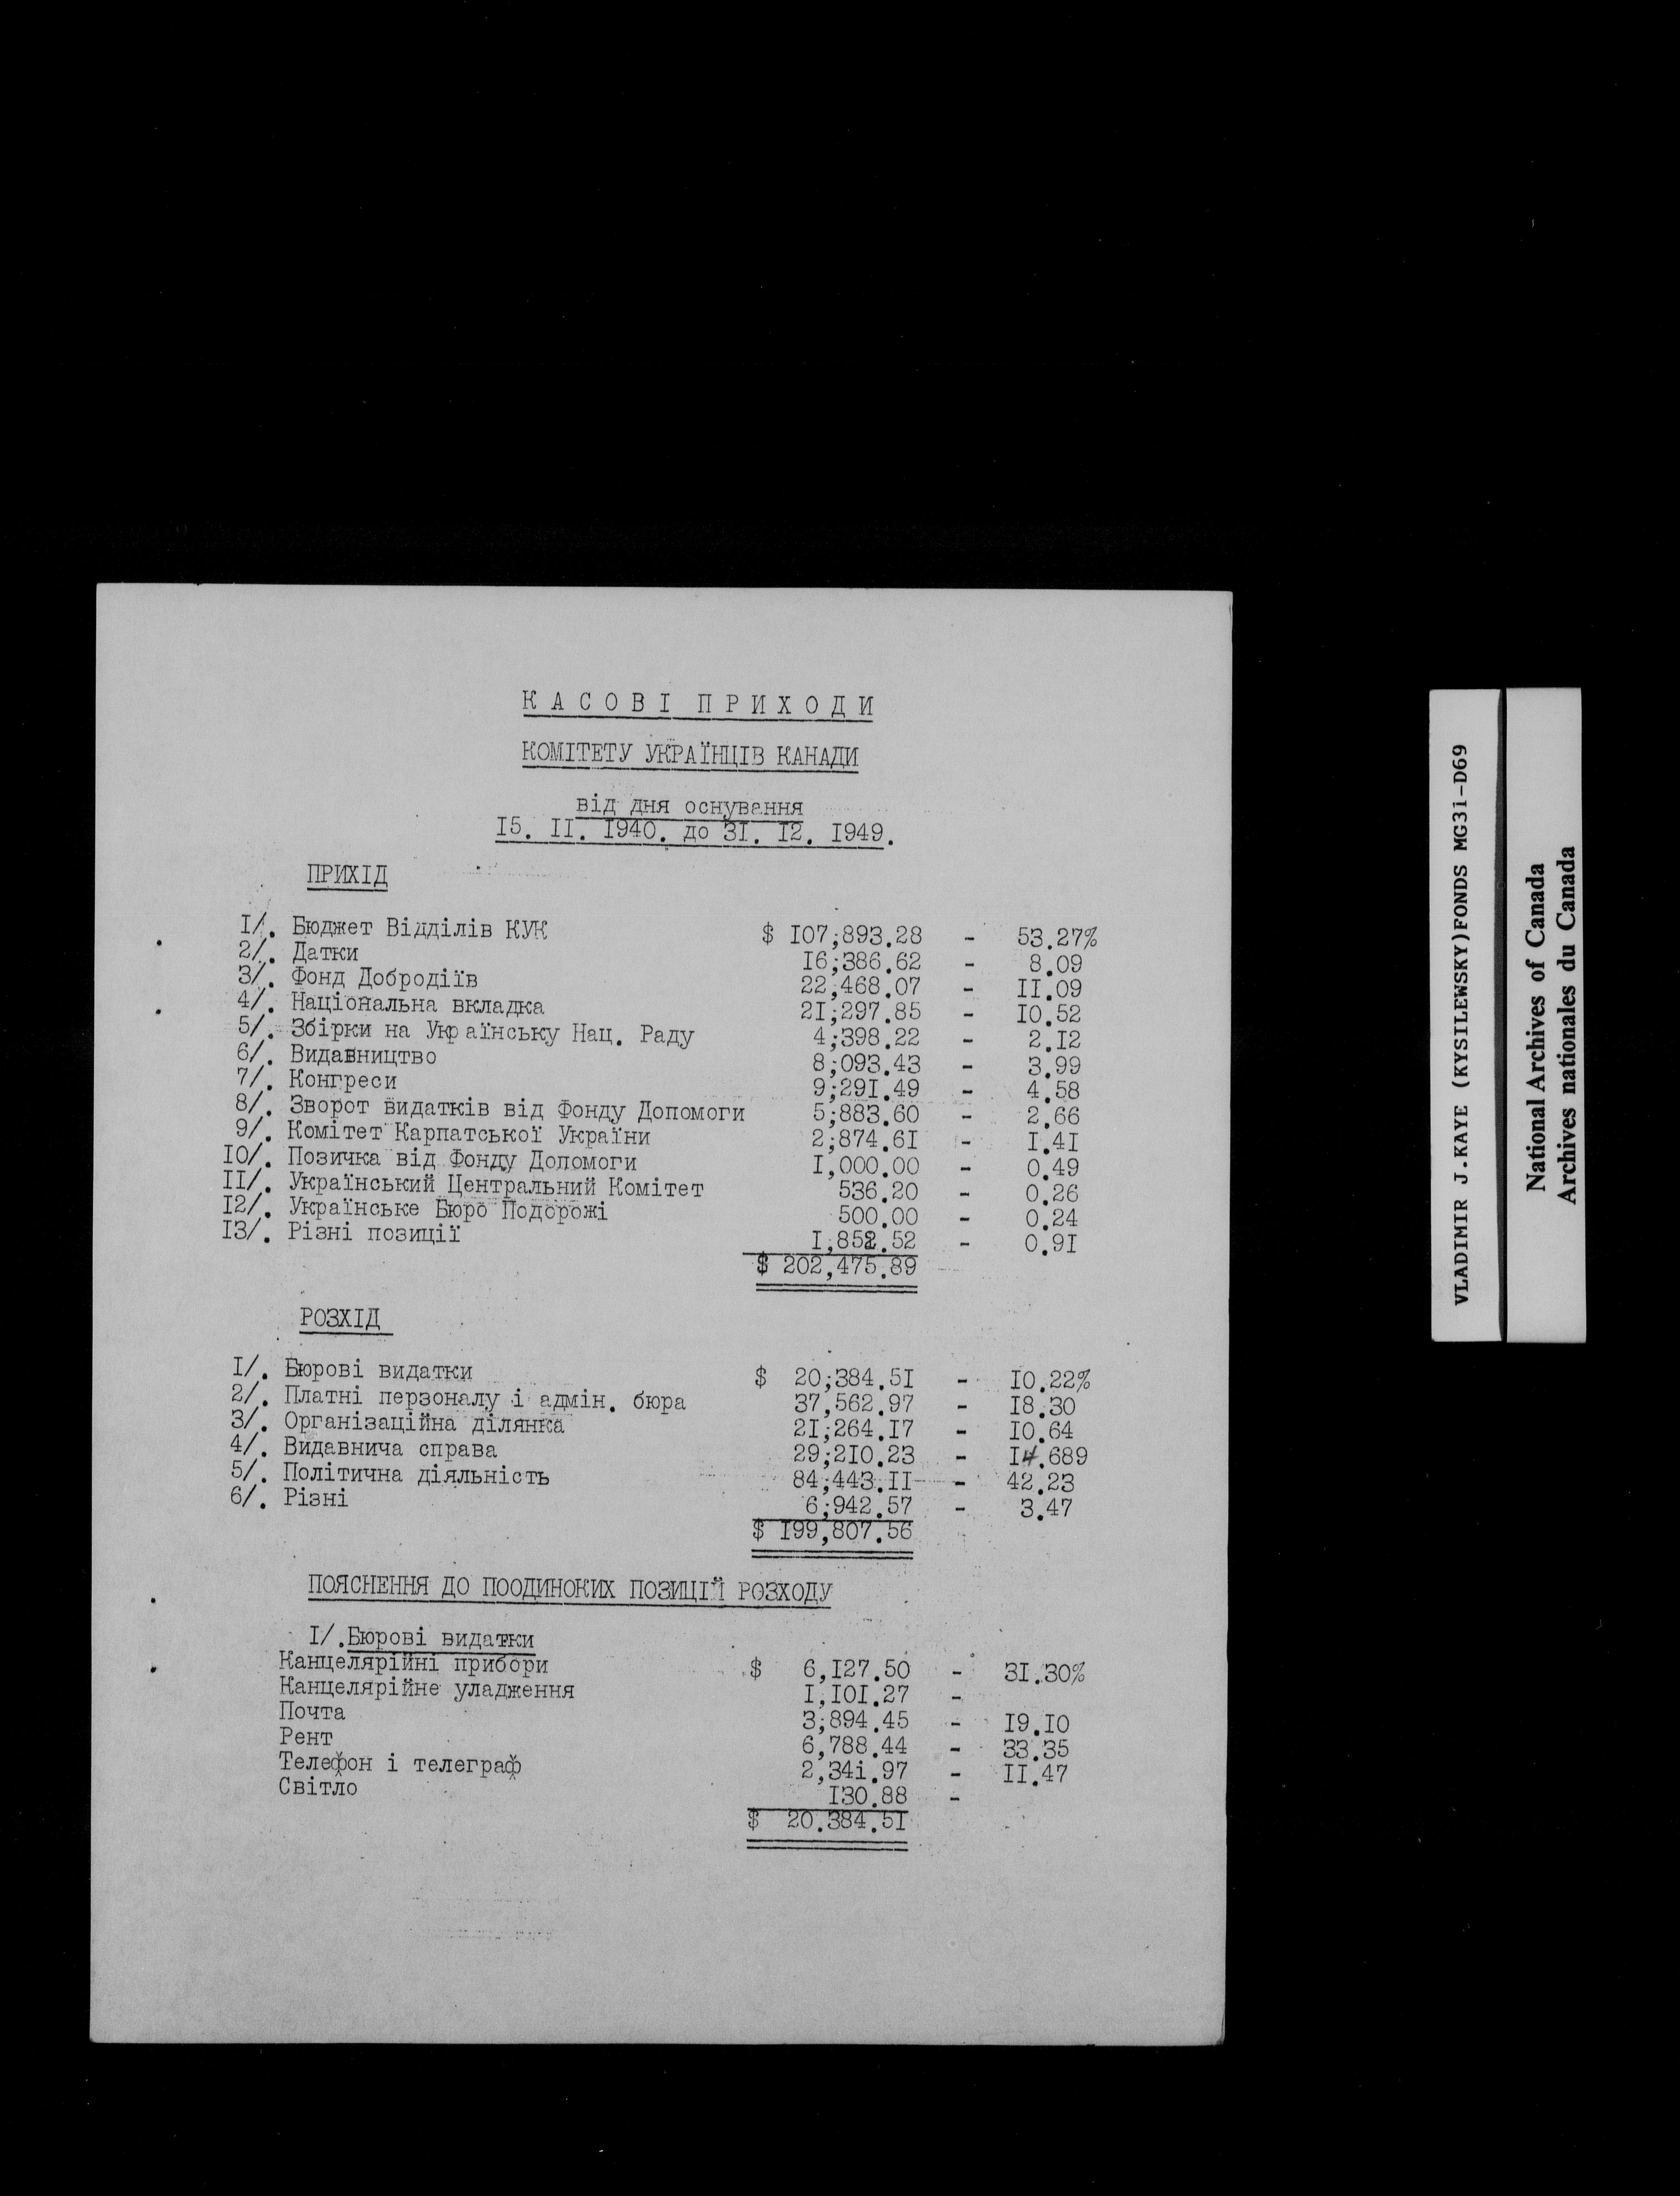 КАСОВІ ПРИХОДИ
КОМІТЕТУ УКРАЇНЦІВ КАНАДИ
від дня оснування
15. II. 1940. до 31. 12. 1949.
ПРИХІД
1/. Бюджет Відділів КУК $ 107;893.28 - 53.27%
2/. Датки 16;386.62 - 8.09
3/. Фонд Добродіїв 22,468.07 - 11.09
4/. Національна вкладка 21;297.85 - 10.52
5/. Збірки на Українську Нац. Раду 4;398.22 - 2.12
6/. Видавництво 8;093.43 - 3.99
7/. Конгреси 9;291.49 - 4.58
8/. Зворот видатків від Фонду Допомоги 5;883.60 - 2.66
9/. Комітет Карпатської України 2;874.61 - 1.41
10/. Позичка від Фонду Допомоги 1,000.00 - 0.49
11/. Український Центральний Комітет 536.20 - 0.26
12/. Українське Бюро Подорожі 500.00 - 0.24
13/. Різні позиції 1,852.52 - 0.91
$ 202,475.89
РОЗХІД
1/. Бюрові видатки $ 20;384.51 - 10.22%
2/. Платні перзоналу і адмін. бюра 37,562.97 - 18.30
3/. Організаційна ділянка 21;264.17 - 10.64
4/. Видавнича справа 29;210.23 - 14.689
5/. Політична діяльність 84;443.11 - 42.23
6/. Різні 6;942.57 - 3.47
$ 199,807.56
ПОЯСНЕННЯ ДО ПООДИНОКИХ ПОЗИЦІЙ РОЗХОДУ
1/. Бюрові видатки
Канцелярійні прибори $ 6,127.50 - 31.30%
Канцелярійне уладження 1,101.27 -
Почта 3;894.45 - 19.10
Рент 6,788.44 - 33.35
Телефон і телеграф 2,341.97 - 11.47
Світло 130.88 -
$ 20.384.51
VLADIMIR J.KAYE (KYSILEWSKY)FONDS MG31-D69
National Archives of Canada
Archives nationales du Canada